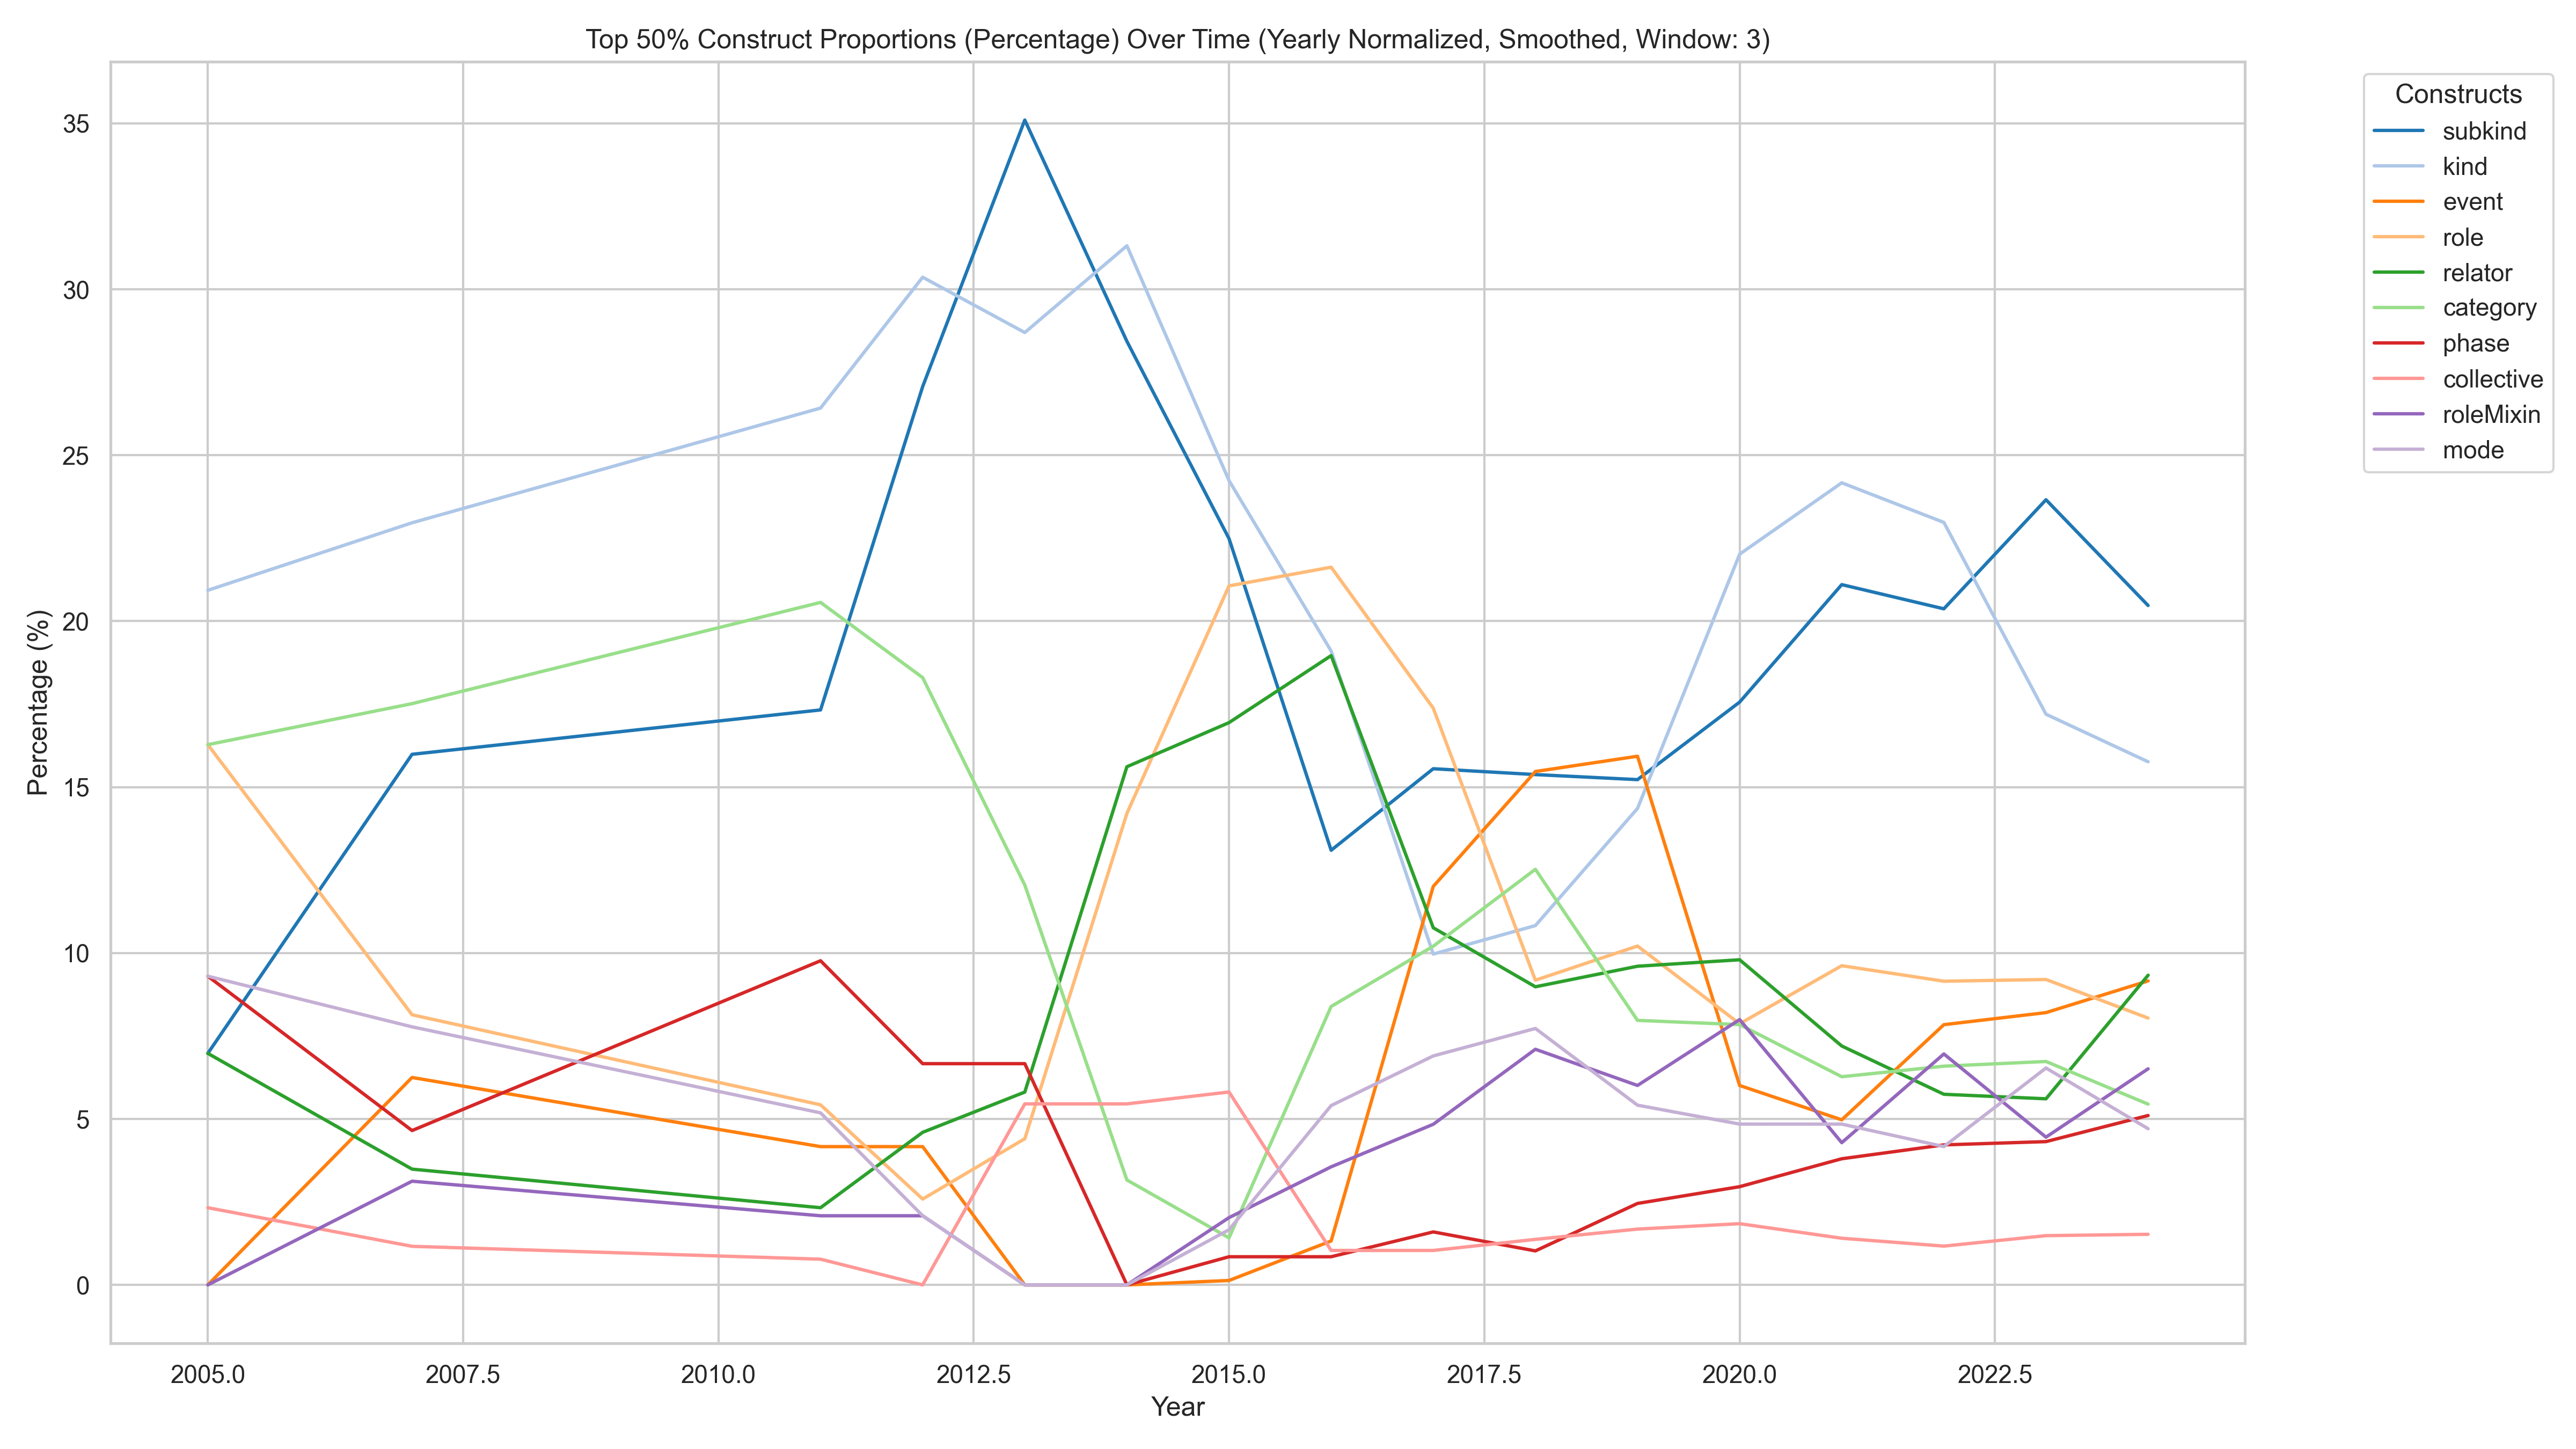 Top 50% Construct Proportions (Percentage) Over Time (Yearly Normalized, Smoothed, Window: 3)
Percentage (%)
35
30
25
20
15
10
5
0
2005.0
2007.5
2010.0
2012.5
2015.0
2017.5
2020.0
2022.5
Year
Constructs
subkind
kind
event
role
relator
category
phase
collective
roleMixin
mode